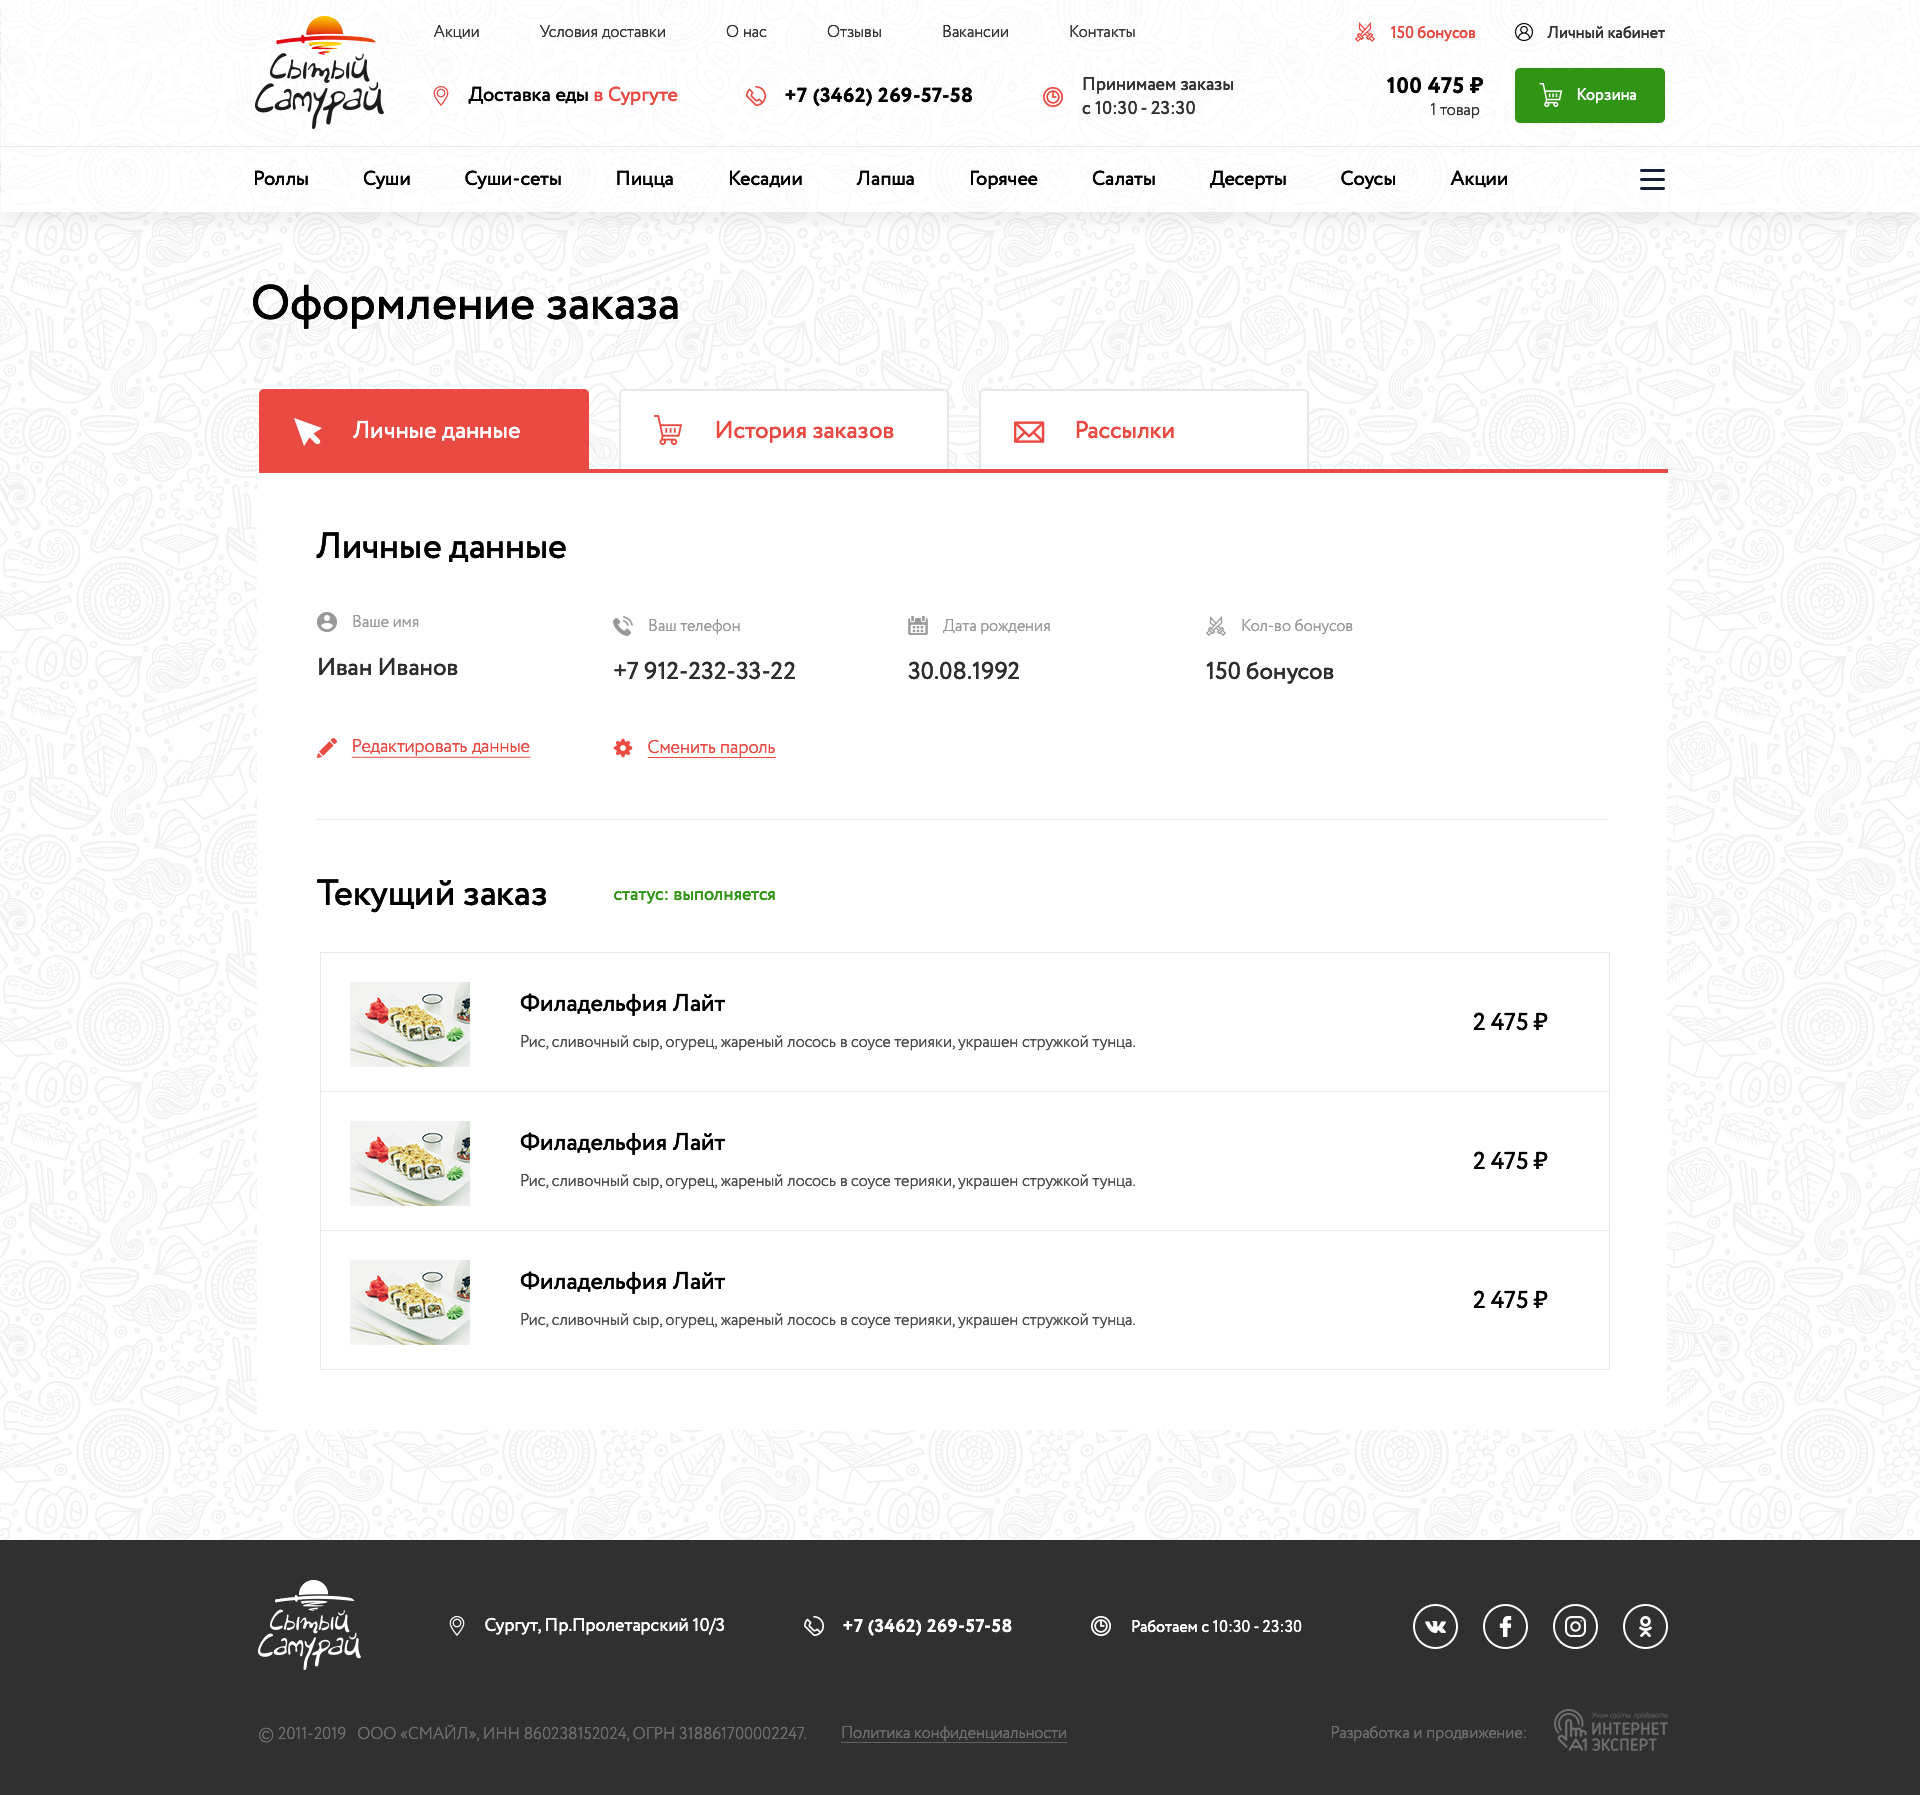 Сытый
Самурай
Акции
Условия доставки
О нас
Отзывы
Вакансии
Контакты
150 бонусов
Личный кабинет
Доставка еды в Сургуте
+7 (3462) 269-57-58
Принимаем заказы
с 10:30 - 23:30
100 475 ₽
1 товар
Корзина
Роллы
Суши
Суши-сеты
Пицца
Кесадии
Лапша
Горячее
Салаты
Десерты
Соусы
Акции
Оформление заказа
Личные данные
История заказов
Рассылки
Личные данные
Ваше имя
Иван Иванов
Ваш телефон
+7 912-232-33-22
Дата рождения
30.08.1992
Кол-во бонусов
150 бонусов
Редактировать данные
Сменить пароль
Текущий заказ
статус: выполняется
Филадельфия Лайт
Рис, сливочный сыр, огурец, жареный лосось в соусе терияки, украшен стружкой тунца.
2 475 ₽
Филадельфия Лайт
Рис, сливочный сыр, огурец, жареный лосось в соусе терияки, украшен стружкой тунца.
2 475 ₽
Филадельфия Лайт
Рис, сливочный сыр, огурец, жареный лосось в соусе терияки, украшен стружкой тунца.
2 475 ₽
Сытый
Самурай
Сургут, Пр.Пролетарский 10/3
+7 (3462) 269-57-58
Работаем с 10:30 - 23:30
© 2011-2019 ООО «СМАЙЛ», ИНН 860238152024, ОГРН 318861700002247.
Политика конфиденциальности
Разработка и продвижение:
Учим сайты продавать
ИНТЕРНЕТ
ЭКСПЕРТ